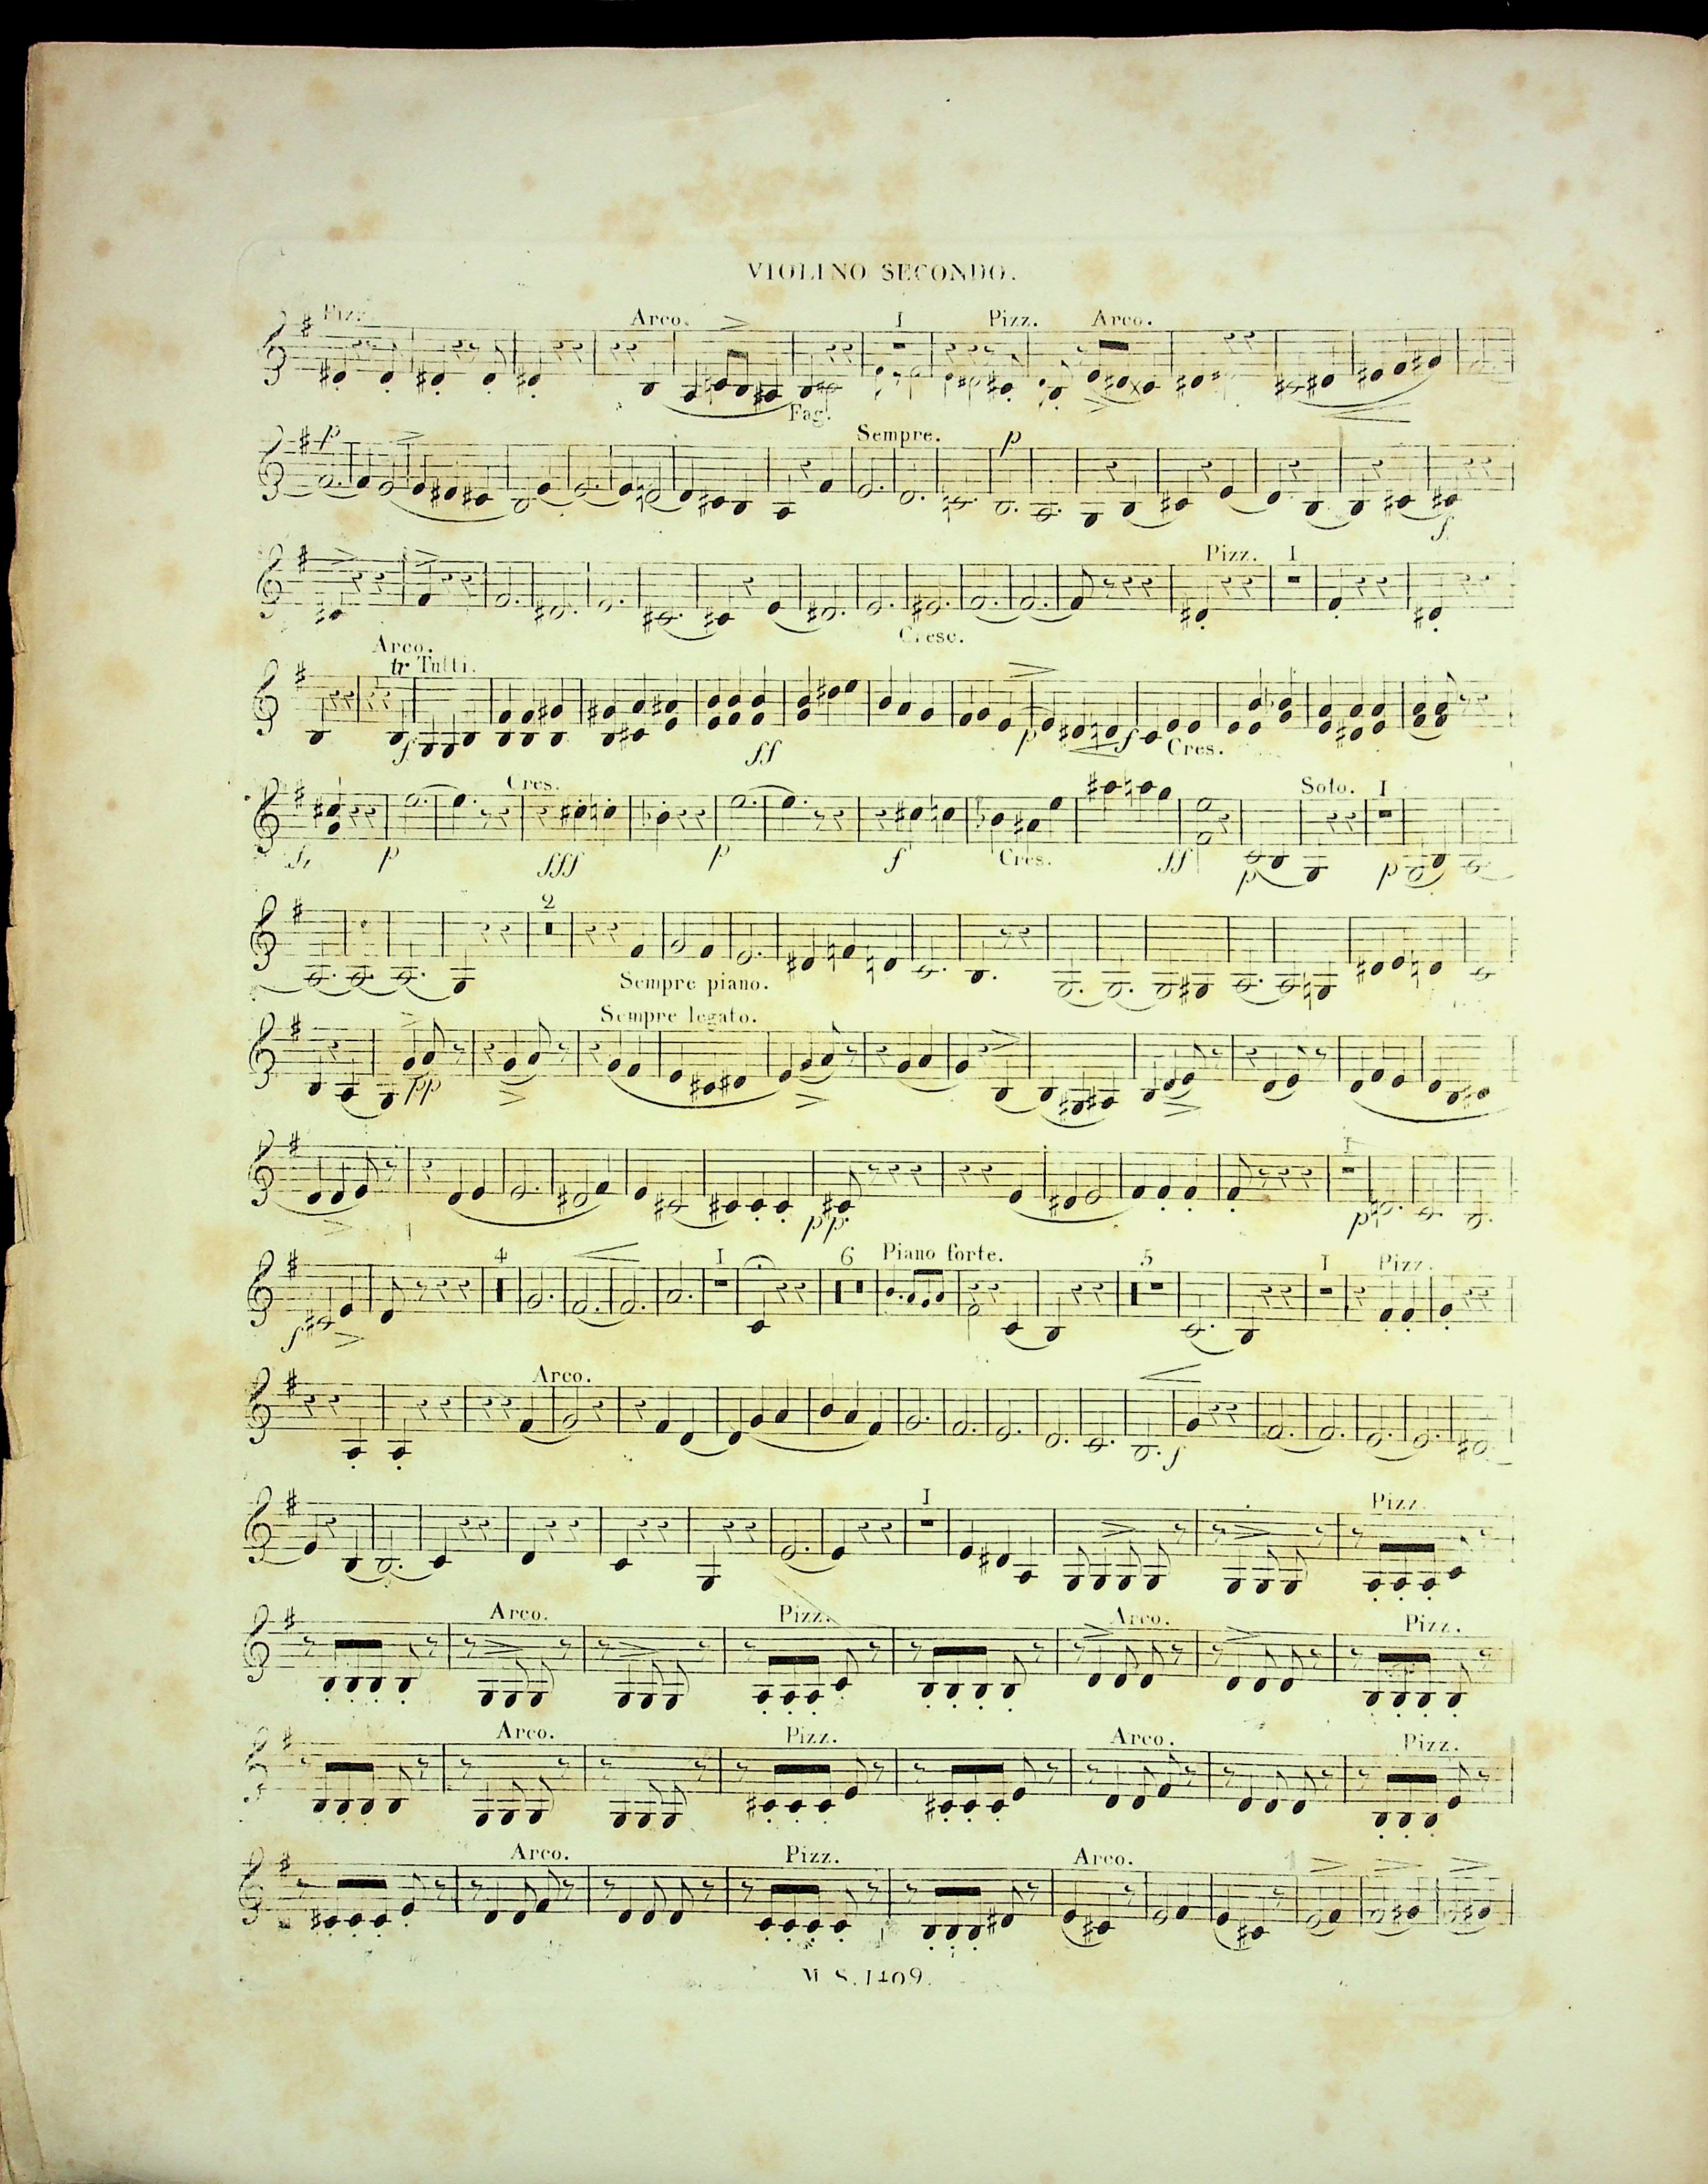 VIOLINO SECONDO.
Pizz. Arco. I Pizz. Arco.
Fag.
p Sempre. p
f
Pizz. I
Cresc.
Arco.
tr Tutti.
f ff p f Cres.
Cres. Solo. I
f p fff p f Cres. ff p p
2
Sempre piano.
Sempre legato.
pp
I
pp. p
4 I 6 Piano forte. 5 I Pizz.
f
Arco.
f
I Pizz.
Arco. Pizz. Arco. Pizz.
Arco. Pizz. Arco. Pizz.
Arco. Pizz. Arco.
M.S.1409.